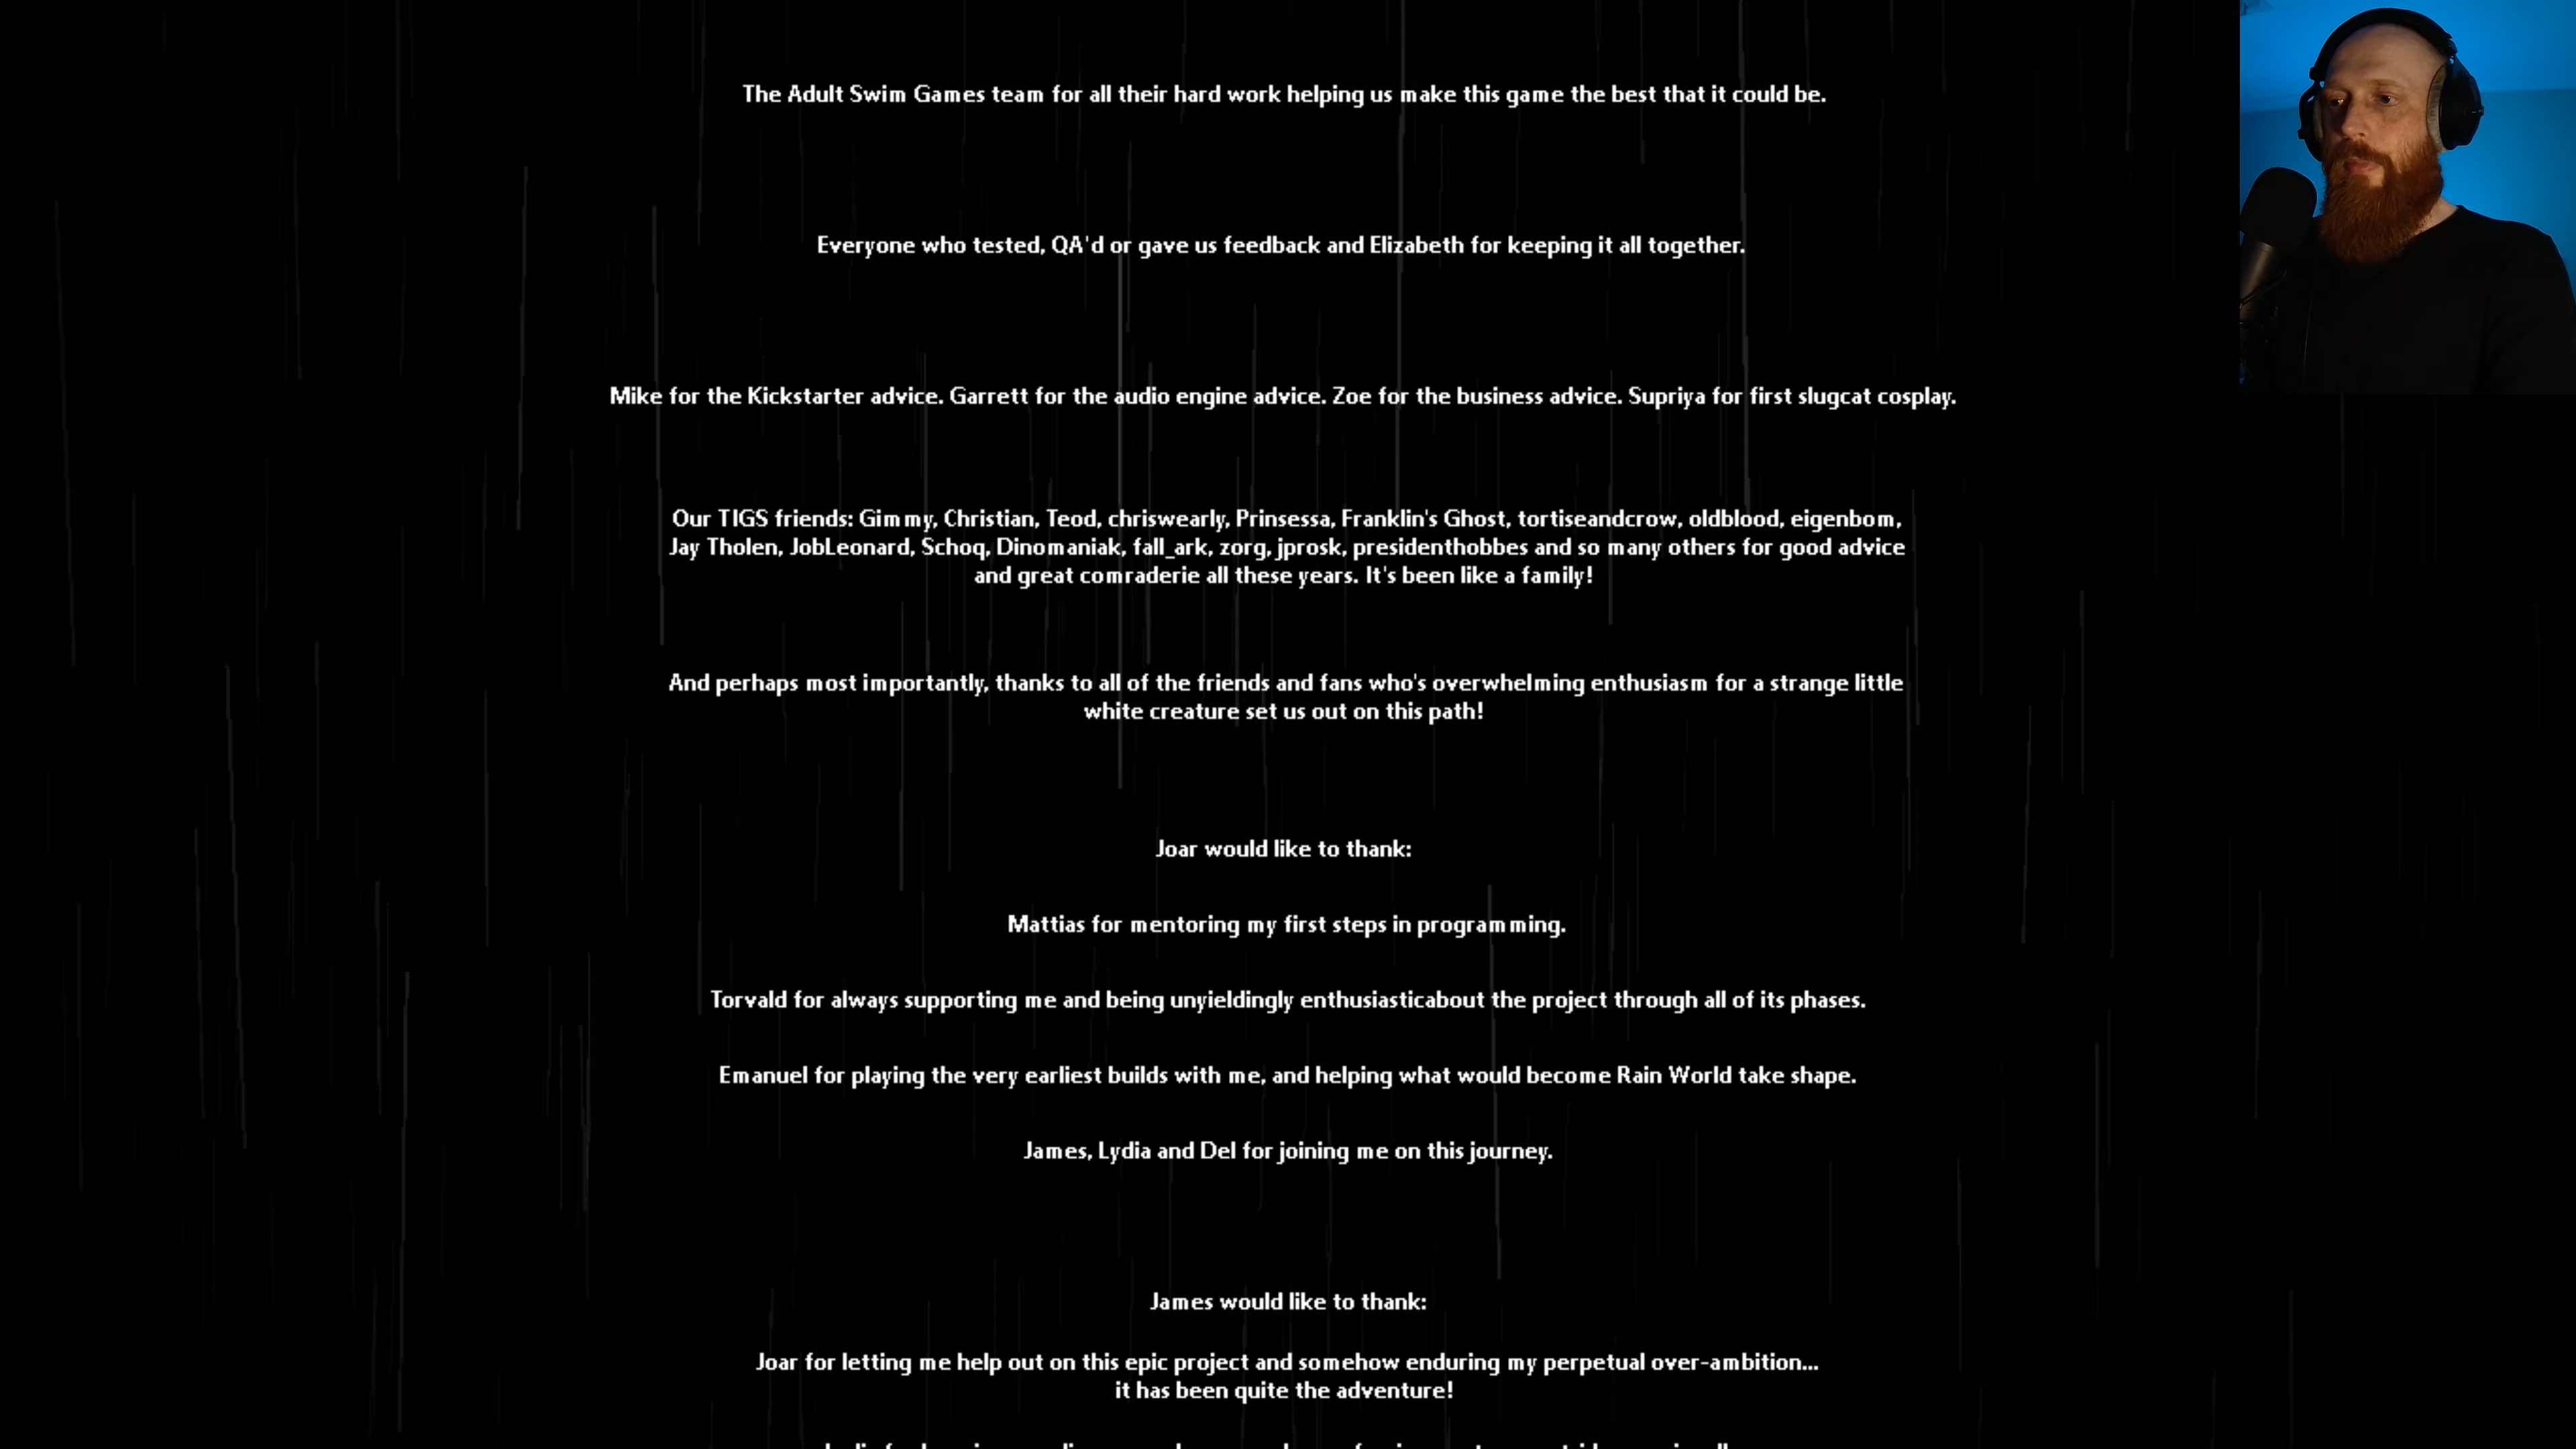 The Adult Swim Games team for all their hard work helping us make this game the best that it could be.
Everyone who tested, QA'd or gave us feedback and Elizabeth for keeping it all together.
Mike for the Kickstarter advice. Garrett for the audio engine advice. Zoe for the business advice. Supriya for first slugcat cosplay.
Our TIGS friends: Gimmy, Christian, Teod, chriswearly, Prinsessa, Franklin's Ghost, tortiseandcrow, oldblood, eigenbom,
Jay Tholen, JobLeonard, Schoq, Dinomaniak, fall_ark, zorg, jprosk, presidenthobbes and so many others for good advice
and great comraderie all these years. It's been like a family!
And perhaps most importantly, thanks to all of the friends and fans who's overwhelming enthusiasm for a strange little
white creature set us out on this path!
Joar would like to thank:
Mattias for mentoring my first steps in programming.
Torvald for always supporting me and being unyieldingly enthusiasticabout the project through all of its phases.
Emanuel for playing the very earliest builds with me, and helping what would become Rain World take shape.
James, Lydia and Del for joining me on this journey.
James would like to thank:
Joar for letting me help out on this epic project and somehow enduring my perpetual over-ambition...
it has been quite the adventure!